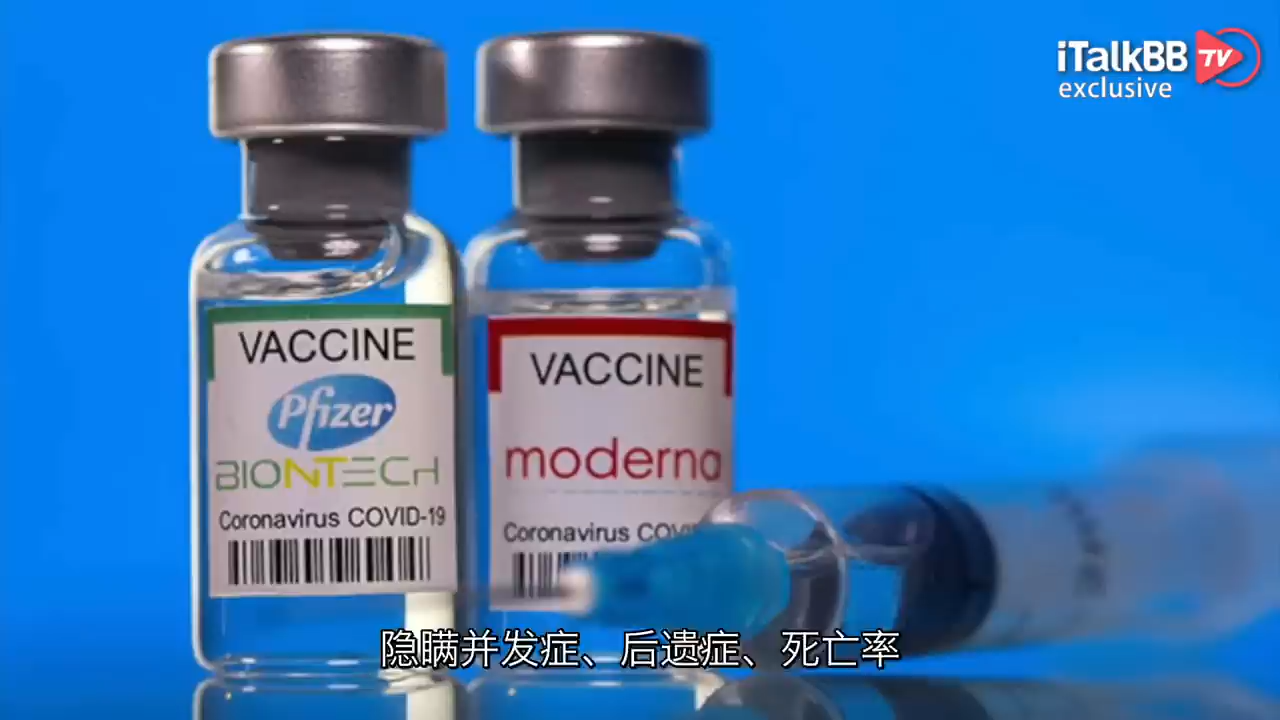 iTalkBB TV
exclusive
VACCINE
Pfizer
BIONTECH
Coronavirus COVID-19
VACCINE
moderna
Coronavirus
隐瞒并发症、后遗症、死亡率